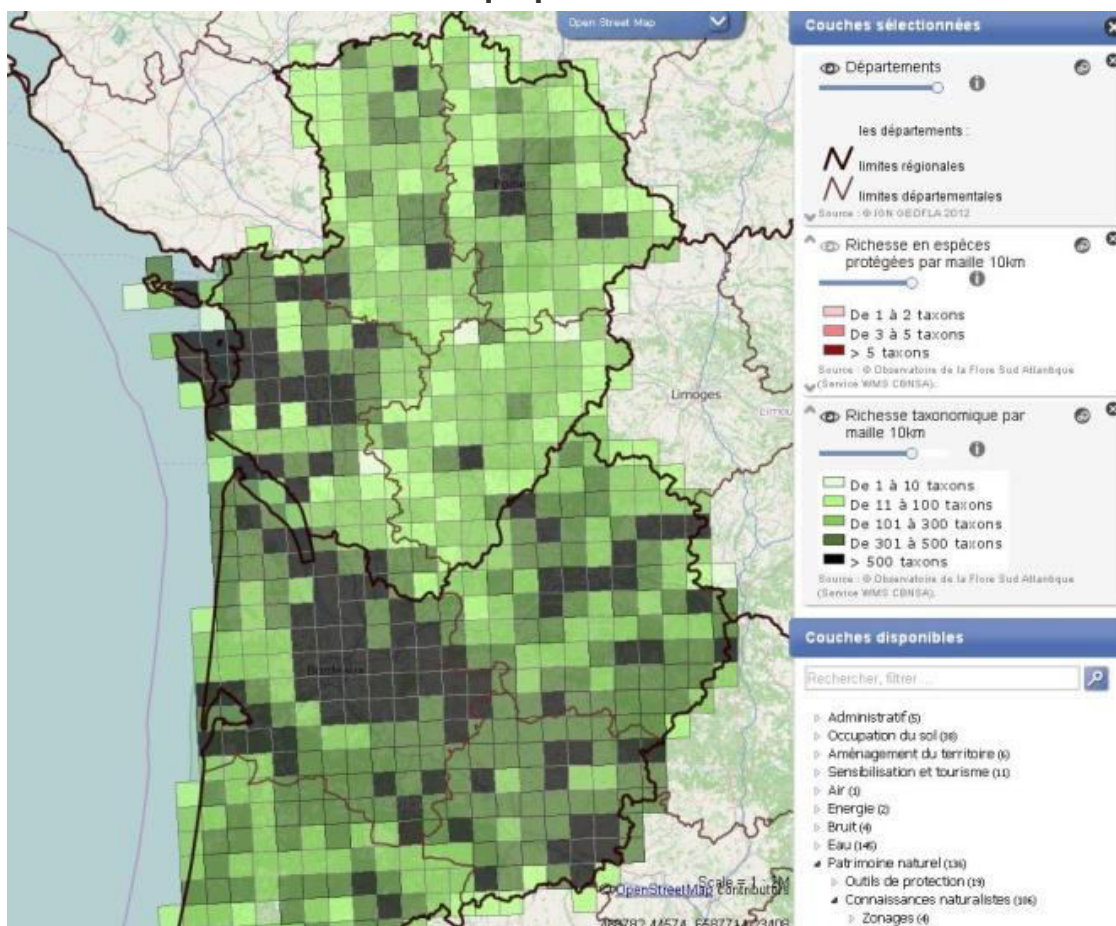 Open Street Map
Limoges
Bordeaux
Scale = 1 : 2M
© OpenStreetMap contributors
Couches sélectionnées
Départements
les départements :
limites régionales
limites départementales
Source : © IGN GEOFLA 2012
Richesse en espèces
protégées par maille 10km
De 1 à 2 taxons
De 3 à 5 taxons
> 5 taxons
Source : © Observatoire de la Flore Sud Atlantique
(Service WMS CBNSA).
Richesse taxonomique par
maille 10km
De 1 à 10 taxons
De 11 à 100 taxons
De 101 à 300 taxons
De 301 à 500 taxons
> 500 taxons
Source : © Observatoire de la Flore Sud Atlantique
(Service WMS CBNSA).
Couches disponibles
Rechercher, filtrer ...
Administratif (5)
Occupation du sol (38)
Aménagement du territoire (6)
Sensibilisation et tourisme (11)
Air (1)
Energie (2)
Bruit (4)
Eau (145)
Patrimoine naturel (136)
Outils de protection (19)
Connaissances naturalistes (106)
Zonages (4)